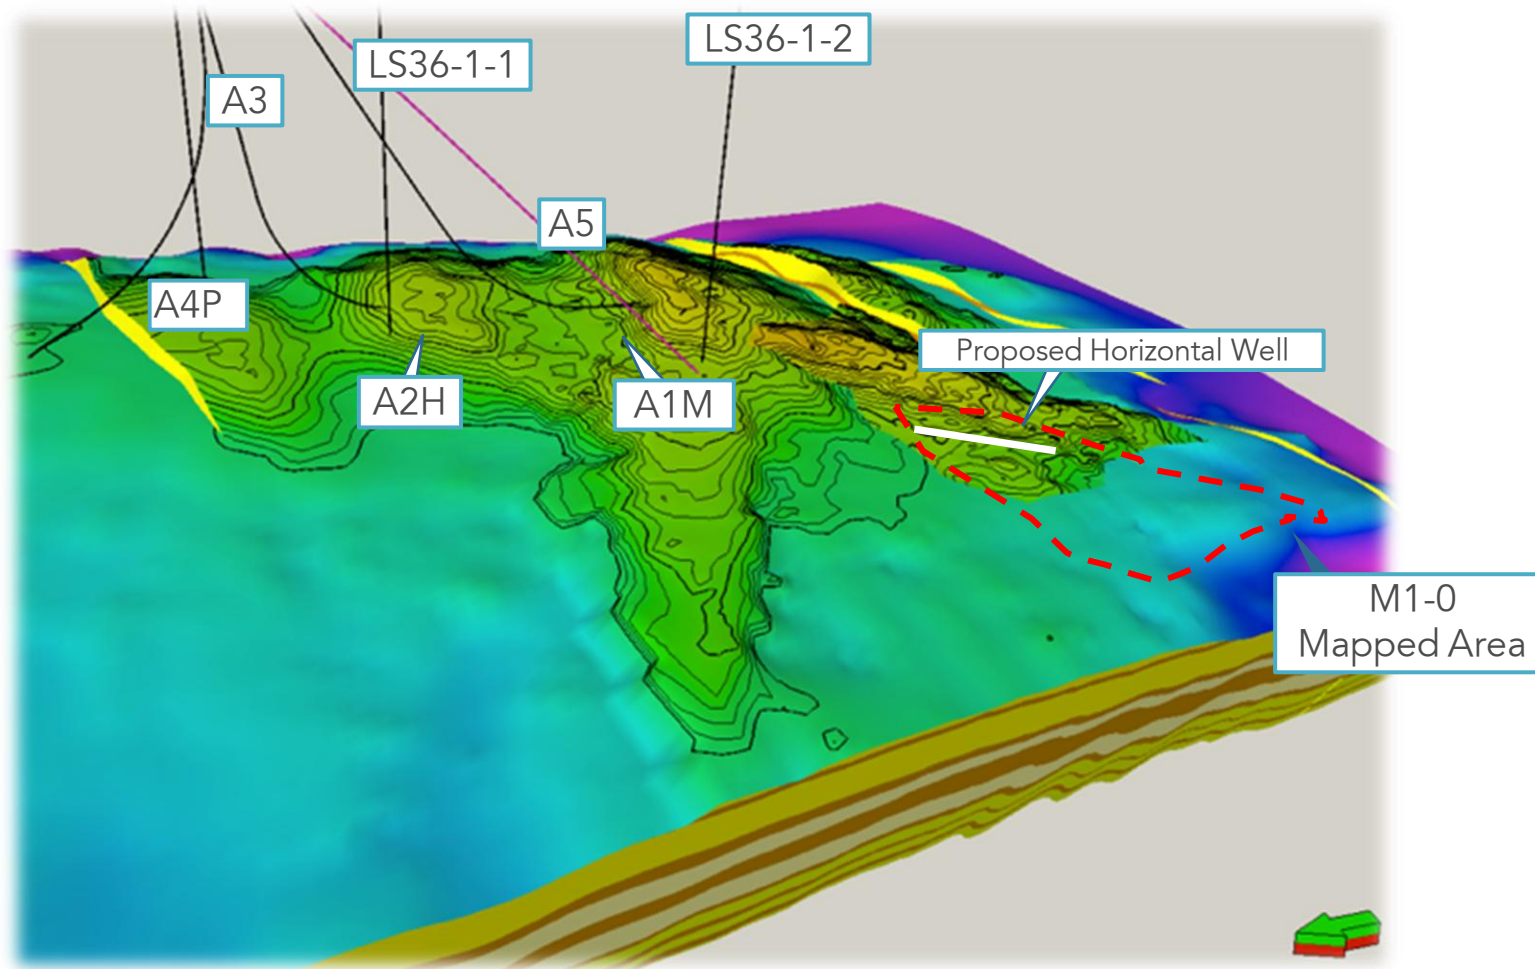 LS36-1-2
LS36-1-1
A3
A5
A4P
Proposed Horizontal Well
A2H
A1M
M1-0
Mapped Area